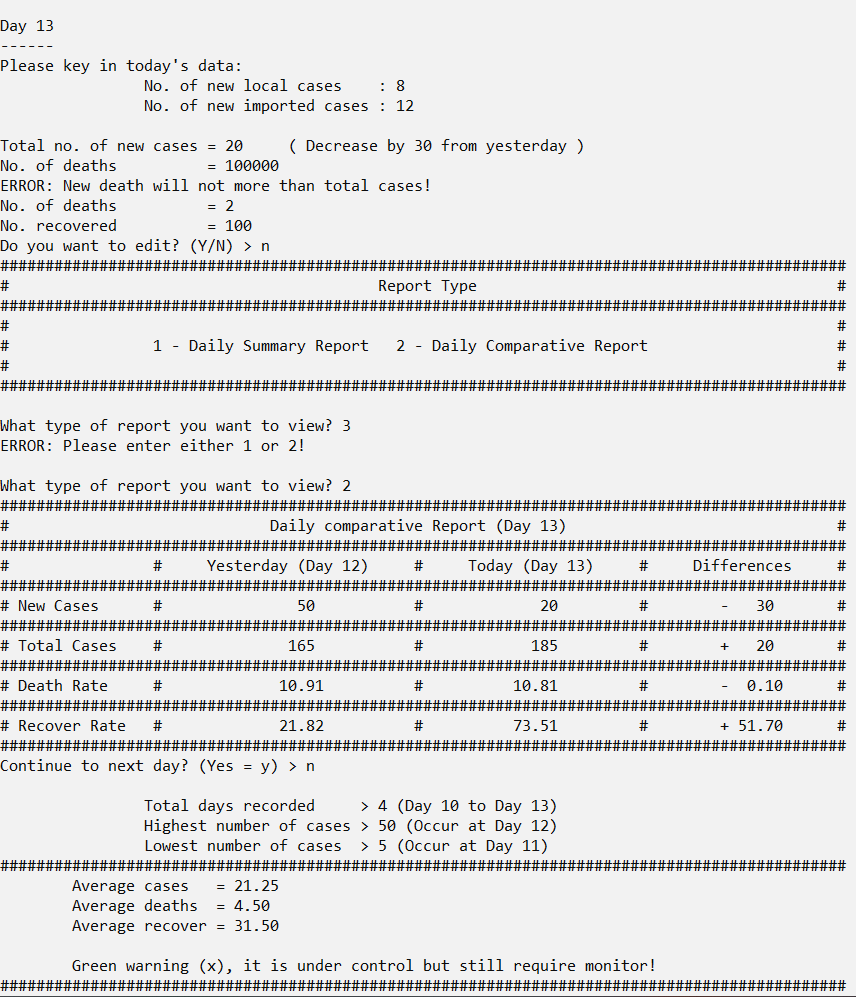 Day 13
------
Please key in today's data:
                No. of new local cases    : 8
                No. of new imported cases : 12

Total no. of new cases = 20     ( Decrease by 30 from yesterday )
No. of deaths          = 100000
ERROR: New death will not more than total cases!
No. of deaths          = 2
No. recovered          = 100
Do you want to edit? (Y/N) > n
##############################################################################################
#                                         Report Type                                        #
##############################################################################################
#                                                                                            #
#                1 - Daily Summary Report   2 - Daily Comparative Report                     #
#                                                                                            #
##############################################################################################

What type of report you want to view? 3
ERROR: Please enter either 1 or 2!

What type of report you want to view? 2
##############################################################################################
#                             Daily comparative Report (Day 13)                              #
##############################################################################################
#                #     Yesterday (Day 12)     #     Today (Day 13)     #     Differences     #
##############################################################################################
# New Cases      #               50           #             20         #        -   30       #
##############################################################################################
# Total Cases    #              165           #            185         #        +   20       #
##############################################################################################
# Death Rate     #             10.91          #          10.81         #        -  0.10      #
##############################################################################################
# Recover Rate   #             21.82          #          73.51         #        + 51.70      #
##############################################################################################
Continue to next day? (Yes = y) > n

                Total days recorded     > 4 (Day 10 to Day 13)
                Highest number of cases > 50 (Occur at Day 12)
                Lowest number of cases  > 5 (Occur at Day 11)
##############################################################################################
        Average cases   = 21.25
        Average deaths  = 4.50
        Average recover = 31.50

        Green warning (x), it is under control but still require monitor!
##############################################################################################